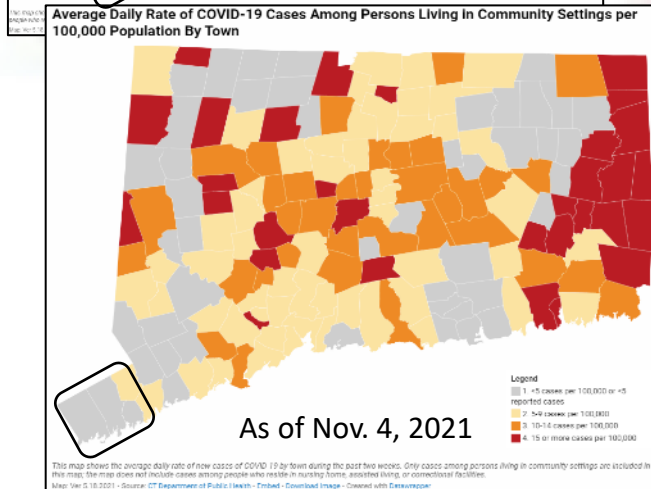 Average Daily Rate of COVID-19 Cases Among Persons Living in Community Settings per
100,000 Population By Town
Legend
1. <5 cases per 100,000 or <5
reported cases
2. 5-9 cases per 100,000
3. 10-14 cases per 100,000
4. 15 or more cases per 100,000
As of Nov. 4, 2021
This map shows the average daily rate of new cases of COVID-19 by town during the past two weeks. Only cases among persons living in community settings are included in
this map; the map does not include cases among people who reside in nursing home, assisted living, or correctional facilities.
Map: Ver 5.18.2021 - Source: CT Department of Public Health - Embed - Download image - Created with Datawrapper